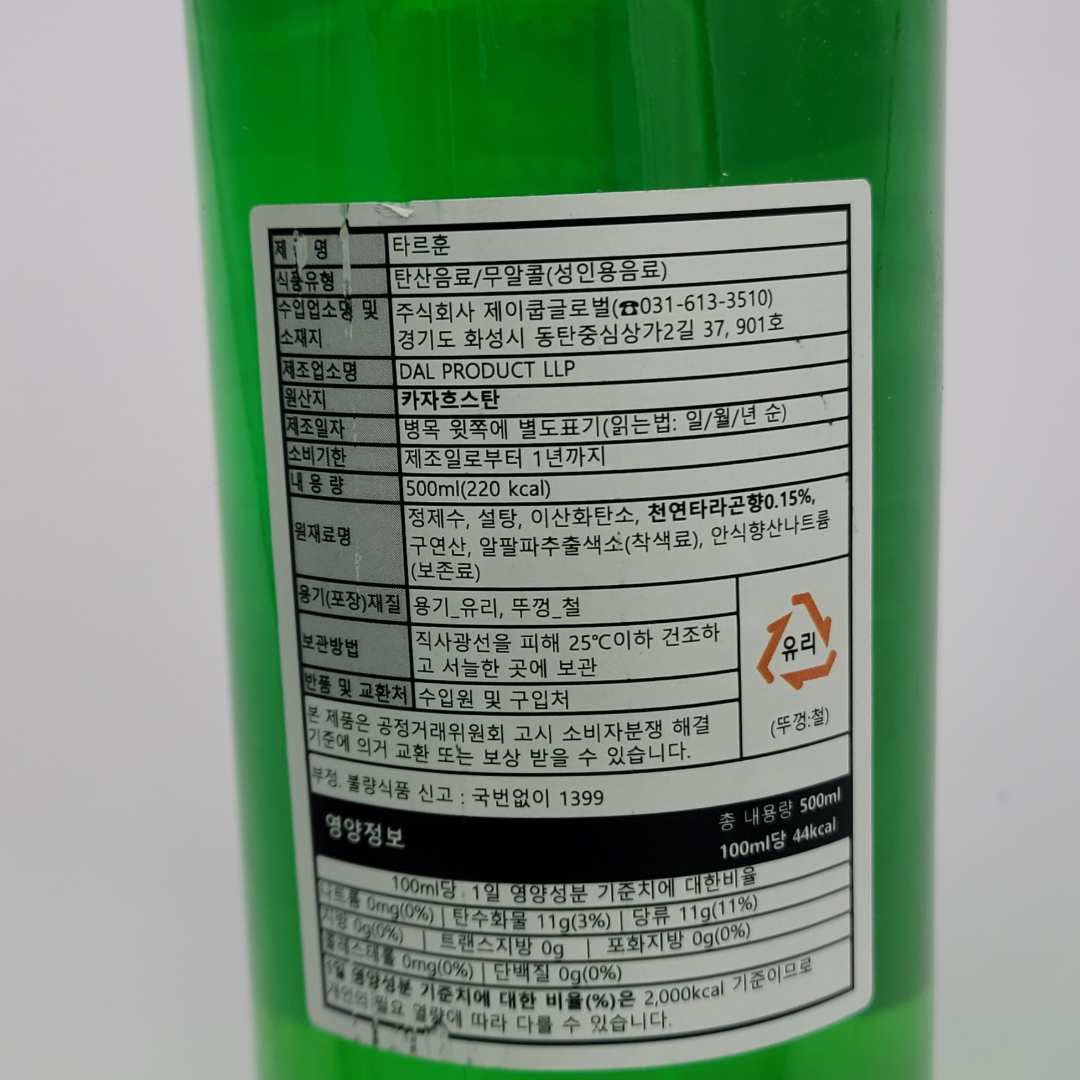 제품명 타르훈
식품유형 탄산음료/무알콜(성인용음료)
수입업소명 및 주식회사 제이쿱글로벌(☎031-613-3510)
소재지 경기도 화성시 동탄중심상가2길 37, 901호
제조업소명 DAL PRODUCT LLP
원산지 카자흐스탄
제조일자 병목 윗쪽에 별도표기(읽는법: 일/월/년 순)
소비기한 제조일로부터 1년까지
내 용 량 500ml(220 kcal)
원재료명 정제수, 설탕, 이산화탄소, 천연타라곤향0.15%,
구연산, 알팔파추출색소(착색료), 안식향산나트륨
(보존료)
용기(포장)재질 용기_유리, 뚜껑_철
보관방법 직사광선을 피해 25℃이하 건조하
고 서늘한 곳에 보관
반품 및 교환처 수입원 및 구입처
유리
(뚜껑:철)
본 제품은 공정거래위원회 고시 소비자분쟁 해결
기준에 의거 교환 또는 보상 받을 수 있습니다.
부정. 불량식품 신고 : 국번없이 1399
영양정보 총 내용량 500ml
100ml당 44kcal
100ml당 1일 영양성분 기준치에 대한비율
나트륨 0mg(0%) | 탄수화물 11g(3%) | 당류 11g(11%)
지방 0g(0%) | 트랜스지방 0g | 포화지방 0g(0%)
콜레스테롤 0mg(0%) | 단백질 0g(0%)
1일 영양성분 기준치에 대한 비율(%)은 2,000kcal 기준이므로
개인의 필요 열량에 따라 다를 수 있습니다.